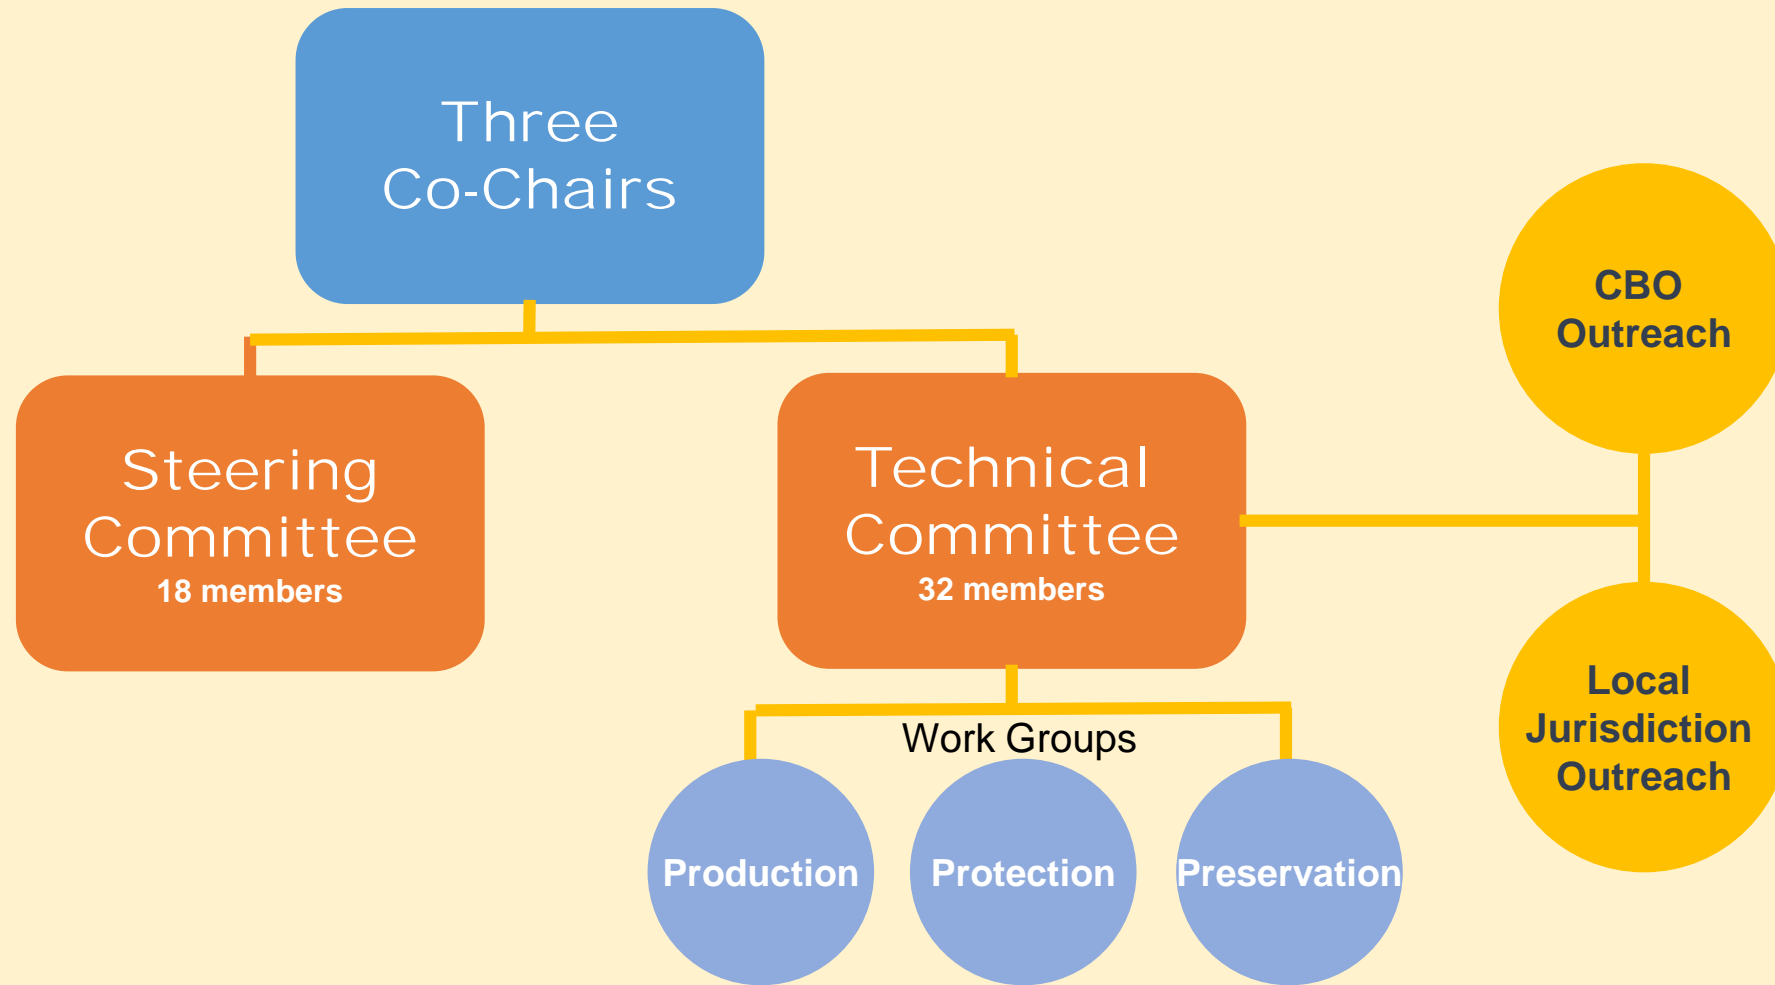 Three
Co-Chairs
Steering
Committee
18 members
Technical
Committee
32 members
CBO
Outreach
Local
Jurisdiction
Outreach
Work Groups
Production
Protection
Preservation